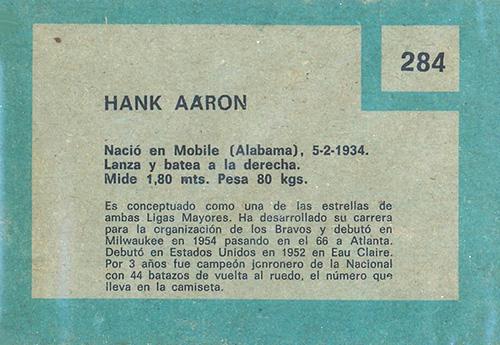 284
HANK AARON
Nació en Mobile (Alabama), 5-2-1934.
Lanza y batea a la derecha.
Mide 1,80 mts. Pesa 80 kgs.
Es conceptuado como una de las estrellas de
ambas Ligas Mayores. Ha desarrollado su carrera
para la organización de los Bravos y debutó en
Milwaukee en 1954 pasando en el 66 a Atlanta.
Debutó en Estados Unidos en 1952 en Eau Claire.
Por 3 años fue campeón jonronero de la Nacional
con 44 batazos de vuelta al ruedo, el número que
lleva en la camiseta.